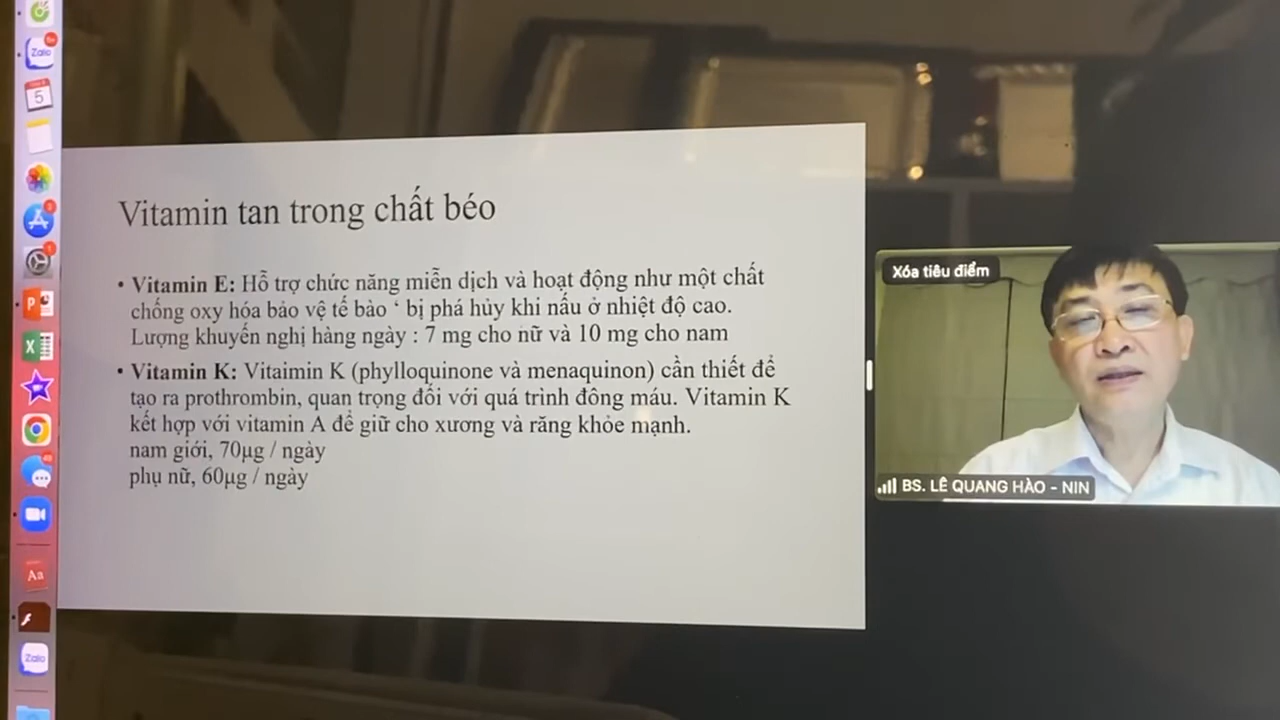 Zalo
5
Vitamin tan trong chất béo
• Vitamin E: Hỗ trợ chức năng miễn dịch và hoạt động như một chất
chống oxy hóa bảo vệ tế bào ‘ bị phá hủy khi nấu ở nhiệt độ cao.
Lượng khuyến nghị hàng ngày : 7 mg cho nữ và 10 mg cho nam
• Vitamin K: Vitaimin K (phylloquinone và menaquinon) cần thiết để
tạo ra prothrombin, quan trọng đối với quá trình đông máu. Vitamin K
kết hợp với vitamin A để giữ cho xương và răng khỏe mạnh.
nam giới, 70µg / ngày
phụ nữ, 60µg / ngày
Xóa tiêu điểm
BS. LÊ QUANG HÀO - NIN
P
X
Aa
Zalo